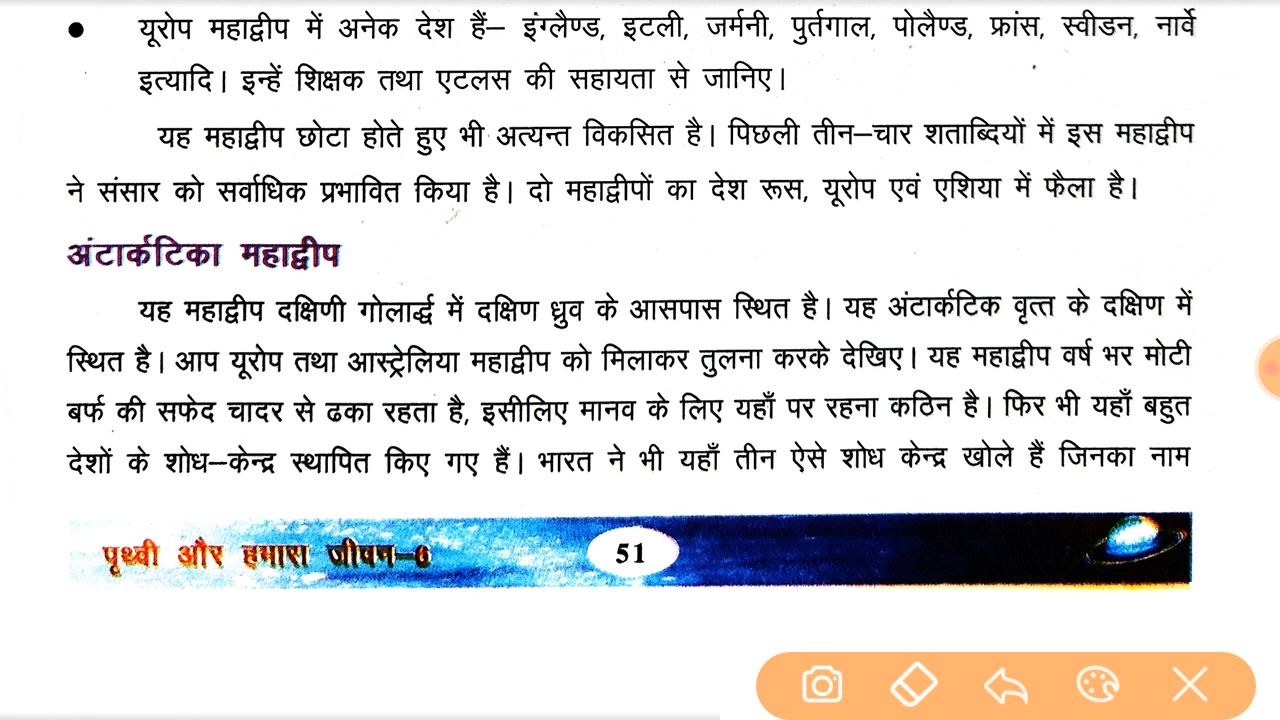 ● यूरोप महाद्वीप में अनेक देश हैं– इंग्लैण्ड, इटली, जर्मनी, पुर्तगाल, पोलैण्ड, फ्रांस, स्वीडन, नार्वे
इत्यादि। इन्हें शिक्षक तथा एटलस की सहायता से जानिए।
यह महाद्वीप छोटा होते हुए भी अत्यन्त विकसित है। पिछली तीन–चार शताब्दियों में इस महाद्वीप
ने संसार को सर्वाधिक प्रभावित किया है। दो महाद्वीपों का देश रूस, यूरोप एवं एशिया में फैला है।
अंटार्कटिका महाद्वीप
यह महाद्वीप दक्षिणी गोलार्द्ध में दक्षिण ध्रुव के आसपास स्थित है। यह अंटार्कटिक वृत्त के दक्षिण में
स्थित है। आप यूरोप तथा आस्ट्रेलिया महाद्वीप को मिलाकर तुलना करके देखिए। यह महाद्वीप वर्ष भर मोटी
बर्फ की सफेद चादर से ढका रहता है, इसीलिए मानव के लिए यहाँ पर रहना कठिन है। फिर भी यहाँ बहुत
देशों के शोध–केन्द्र स्थापित किए गए हैं। भारत ने भी यहाँ तीन ऐसे शोध केन्द्र खोले हैं जिनका नाम
पृथ्वी और हमारा जीवन–6
51